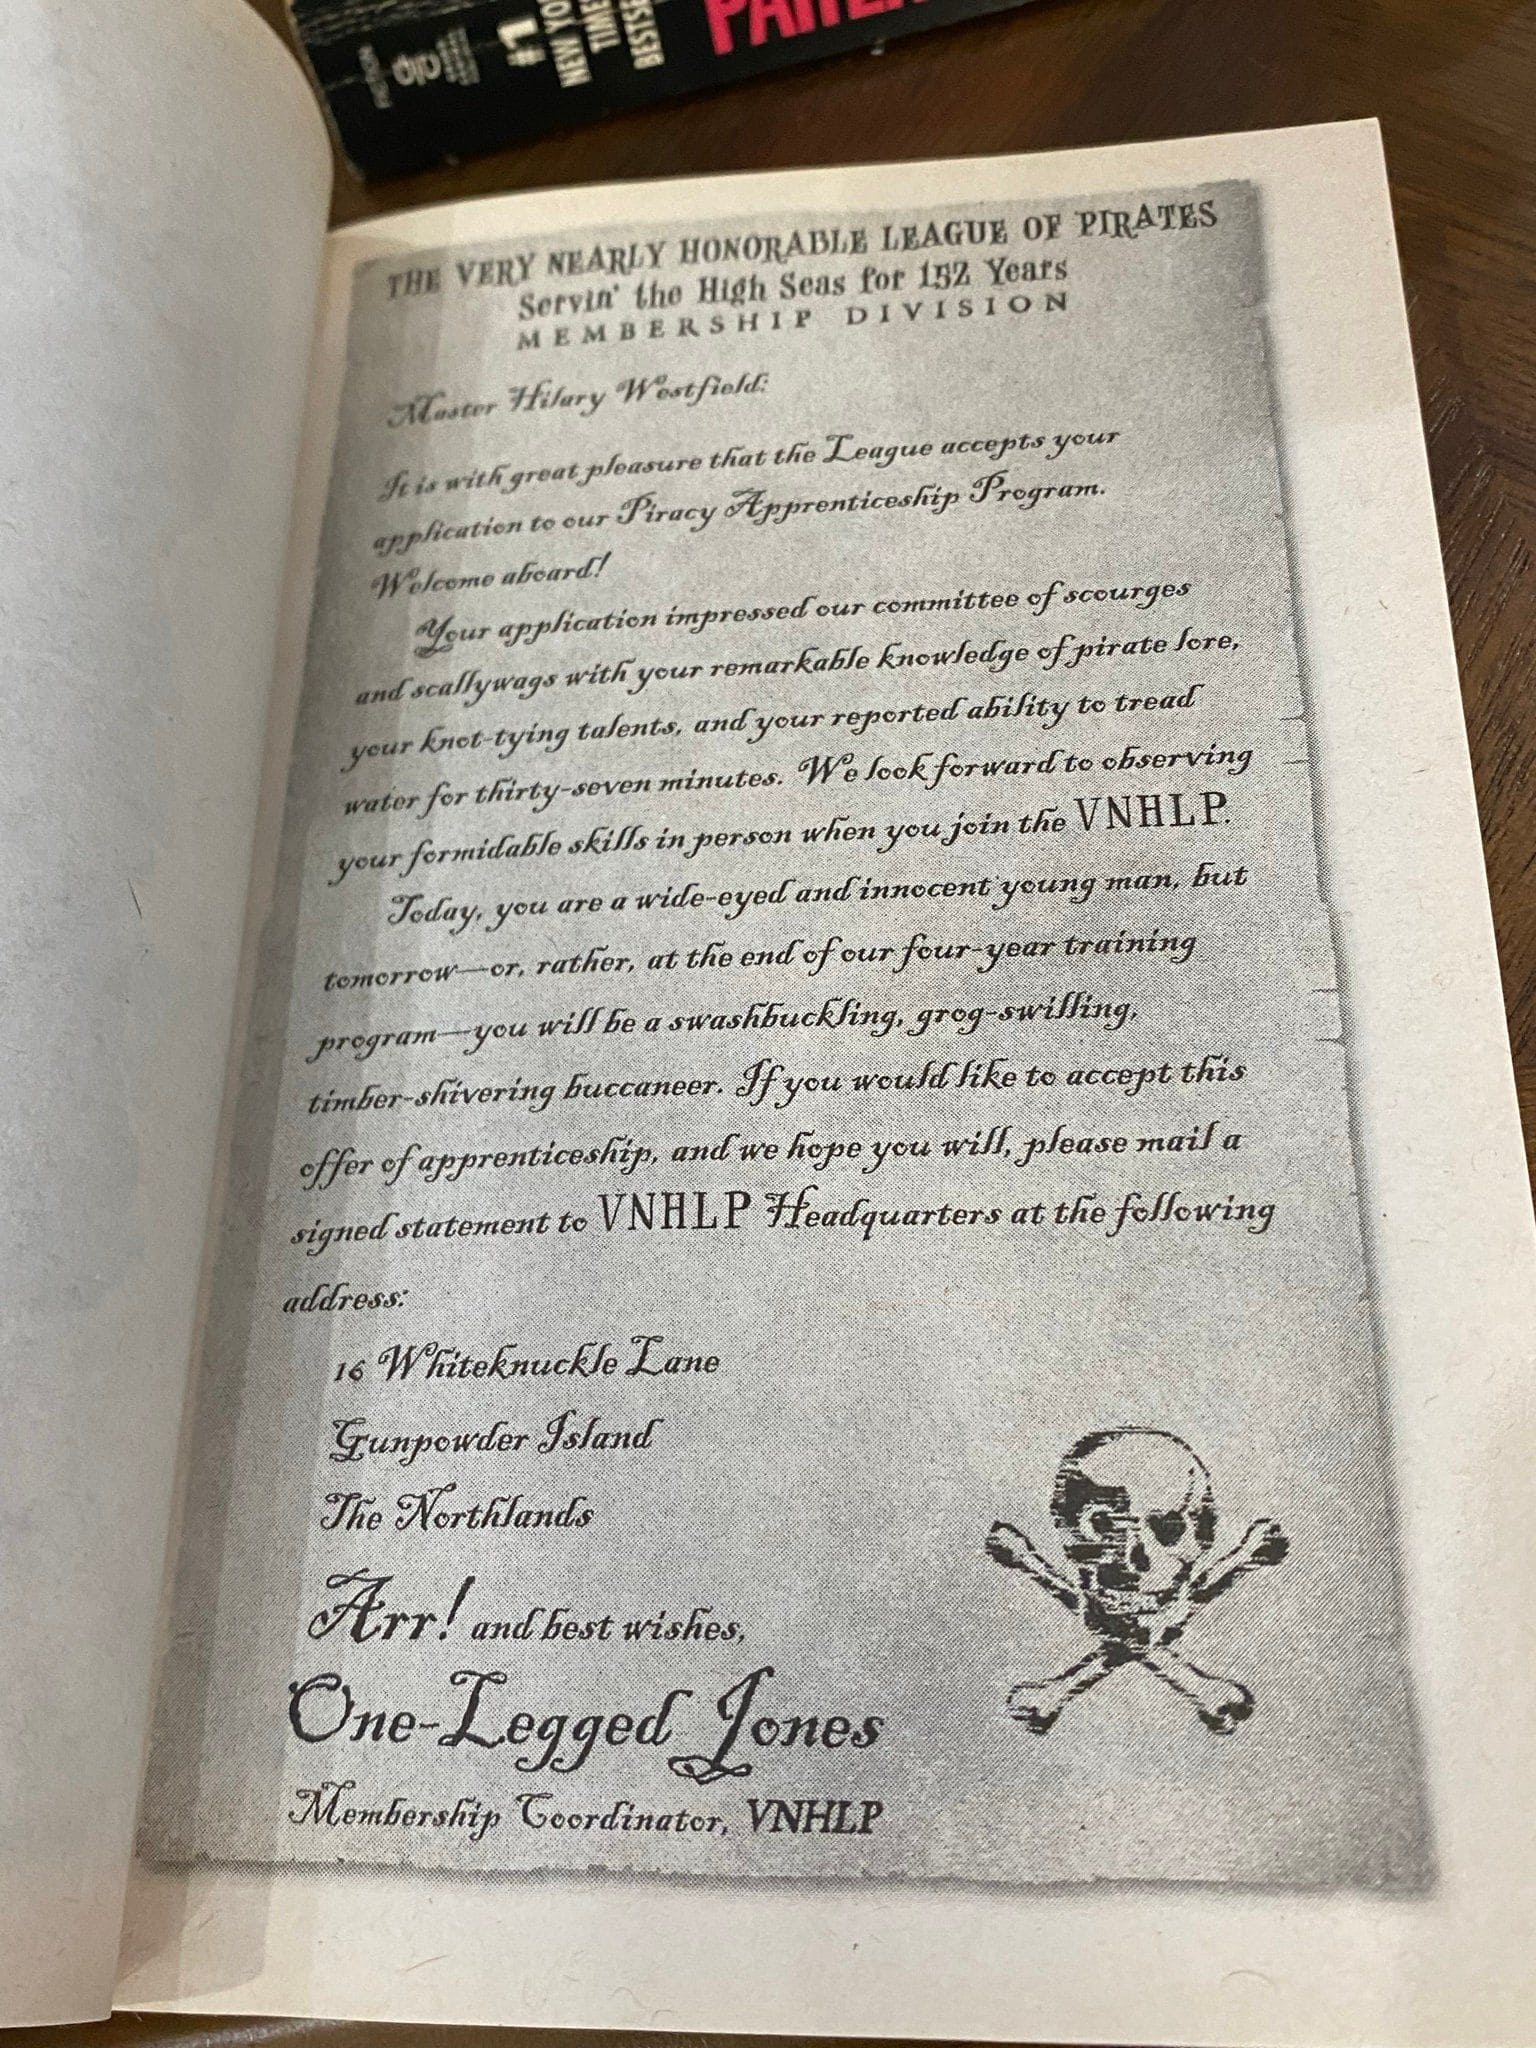 #1
NEW YO
TIME
BESTSE
THE VERY NEARLY HONORABLE LEAGUE OF PIRATES
Servin' the High Seas for 152 Years
MEMBERSHIP DIVISION
Master Hilary Westfield:
It is with great pleasure that the League accepts your
application to our Piracy Apprenticeship Program.
Welcome aboard!
Your application impressed our committee of scourges
and scallywags with your remarkable knowledge of pirate lore,
your knot-tying talents, and your reported ability to tread
water for thirty-seven minutes. We look forward to observing
your formidable skills in person when you join the VNHLP.
Today, you are a wide-eyed and innocent young man, but
tomorrow—or, rather, at the end of our four-year training
program—you will be a swashbuckling, grog-swilling,
timber-shivering buccaneer. If you would like to accept this
offer of apprenticeship, and we hope you will, please mail a
signed statement to VNHLP Headquarters at the following
address:
16 Whiteknuckle Lane
Gunpowder Island
The Northlands
Arr! and best wishes,
One-Legged Jones
Membership Coordinator, VNHLP